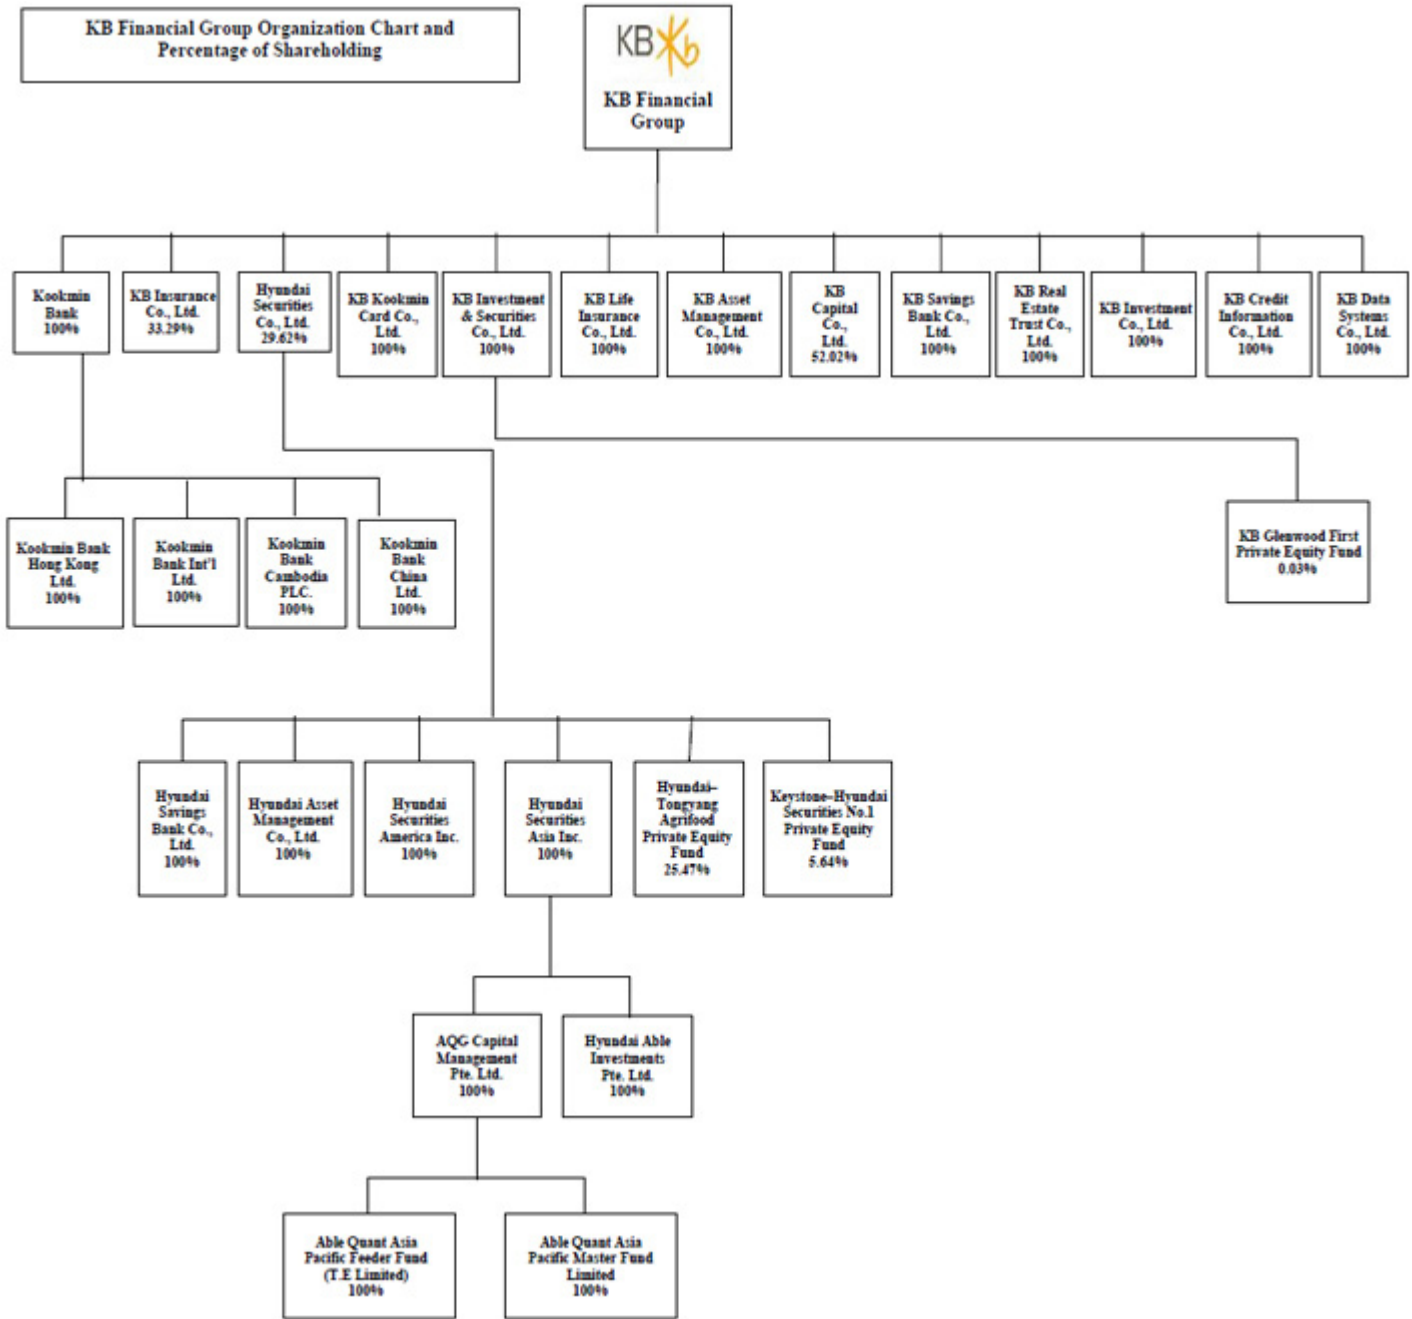 KB Financial Group Organization Chart and
Percentage of Shareholding
KB Kb
KB Financial
Group
Kookmin
Bank
100%
KB Insurance
Co., Ltd.
33.29%
Hyundai
Securities
Co., Ltd.
29.62%
KB Kookmin
Card Co.,
Ltd.
100%
KB Investment
& Securities
Co., Ltd.
100%
KB Life
Insurance
Co., Ltd.
100%
KB Asset
Management
Co., Ltd.
100%
KB
Capital
Co.,
Ltd.
52.02%
KB Savings
Bank Co.,
Ltd.
100%
KB Real
Estate
Trust Co.,
Ltd.
100%
KB Investment
Co., Ltd.
100%
KB Credit
Information
Co., Ltd.
100%
KB Data
Systems
Co., Ltd.
100%
Kookmin Bank
Hong Kong
Ltd.
100%
Kookmin
Bank Int'l
Ltd.
100%
Kookmin
Bank
Cambodia
PLC.
100%
Kookmin
Bank
China
Ltd.
100%
KB Glenwood First
Private Equity Fund
0.03%
Hyundai
Savings
Bank Co.,
Ltd.
100%
Hyundai Asset
Management
Co., Ltd.
100%
Hyundai
Securities
America Inc.
100%
Hyundai
Securities
Asia Inc.
100%
Hyundai–
Tongyang
Agrifood
Private Equity
Fund
25.47%
Keystone–Hyundai
Securities No.1
Private Equity
Fund
5.64%
AQG Capital
Management
Pte. Ltd.
100%
Hyundai Able
Investments
Pte. Ltd.
100%
Able Quant Asia
Pacific Feeder Fund
(T.E Limited)
100%
Able Quant Asia
Pacific Master Fund
Limited
100%